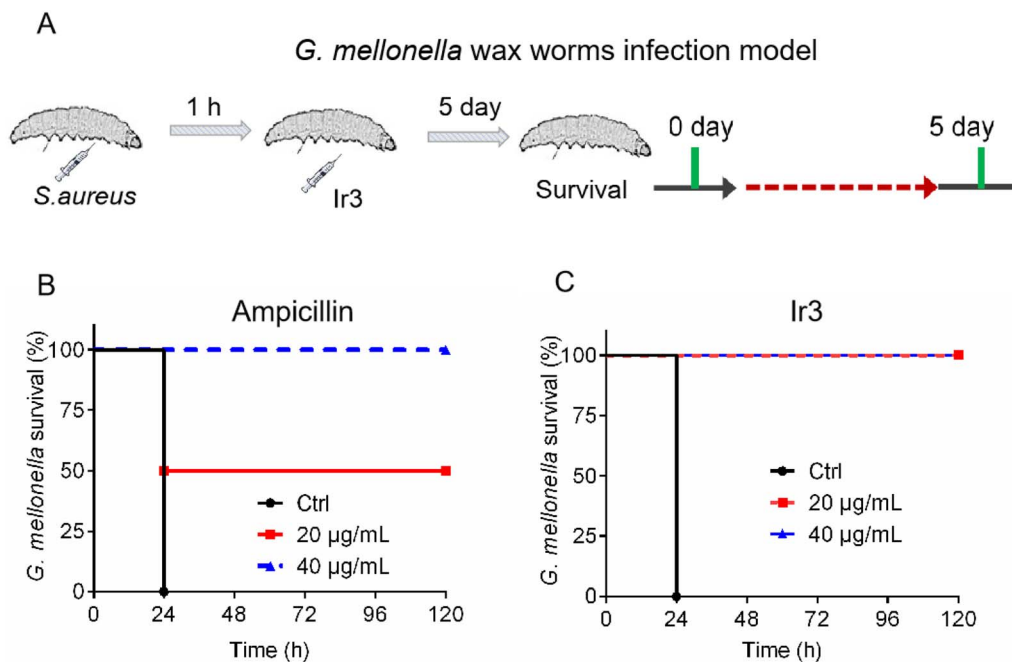 A
G. mellonella wax worms infection model
1 h
5 day
0 day
5 day
S.aureus
Ir3
Survival
B
Ampicillin
G. mellonella survival (%)
100
75
50
25
0
0 24 48 72 96 120
Time (h)
Ctrl
20 µg/mL
40 µg/mL
C
Ir3
G. mellonella survival (%)
100
75
50
25
0
0 24 48 72 96 120
Time (h)
Ctrl
20 µg/mL
40 µg/mL